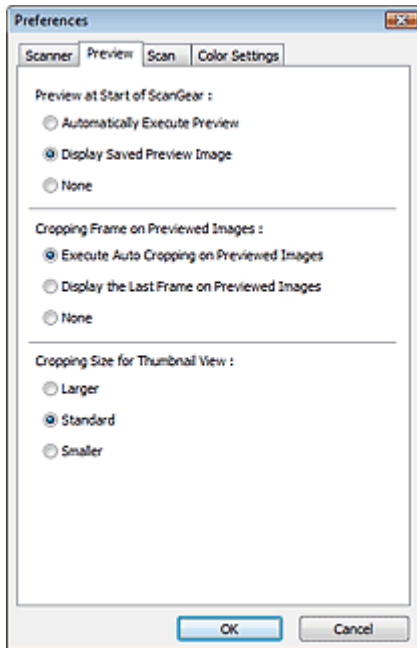 Preferences
Scanner Preview Scan Color Settings
Preview at Start of ScanGear :
Automatically Execute Preview
Display Saved Preview Image
None
Cropping Frame on Previewed Images :
Execute Auto Cropping on Previewed Images
Display the Last Frame on Previewed Images
None
Cropping Size for Thumbnail View :
Larger
Standard
Smaller
OK Cancel